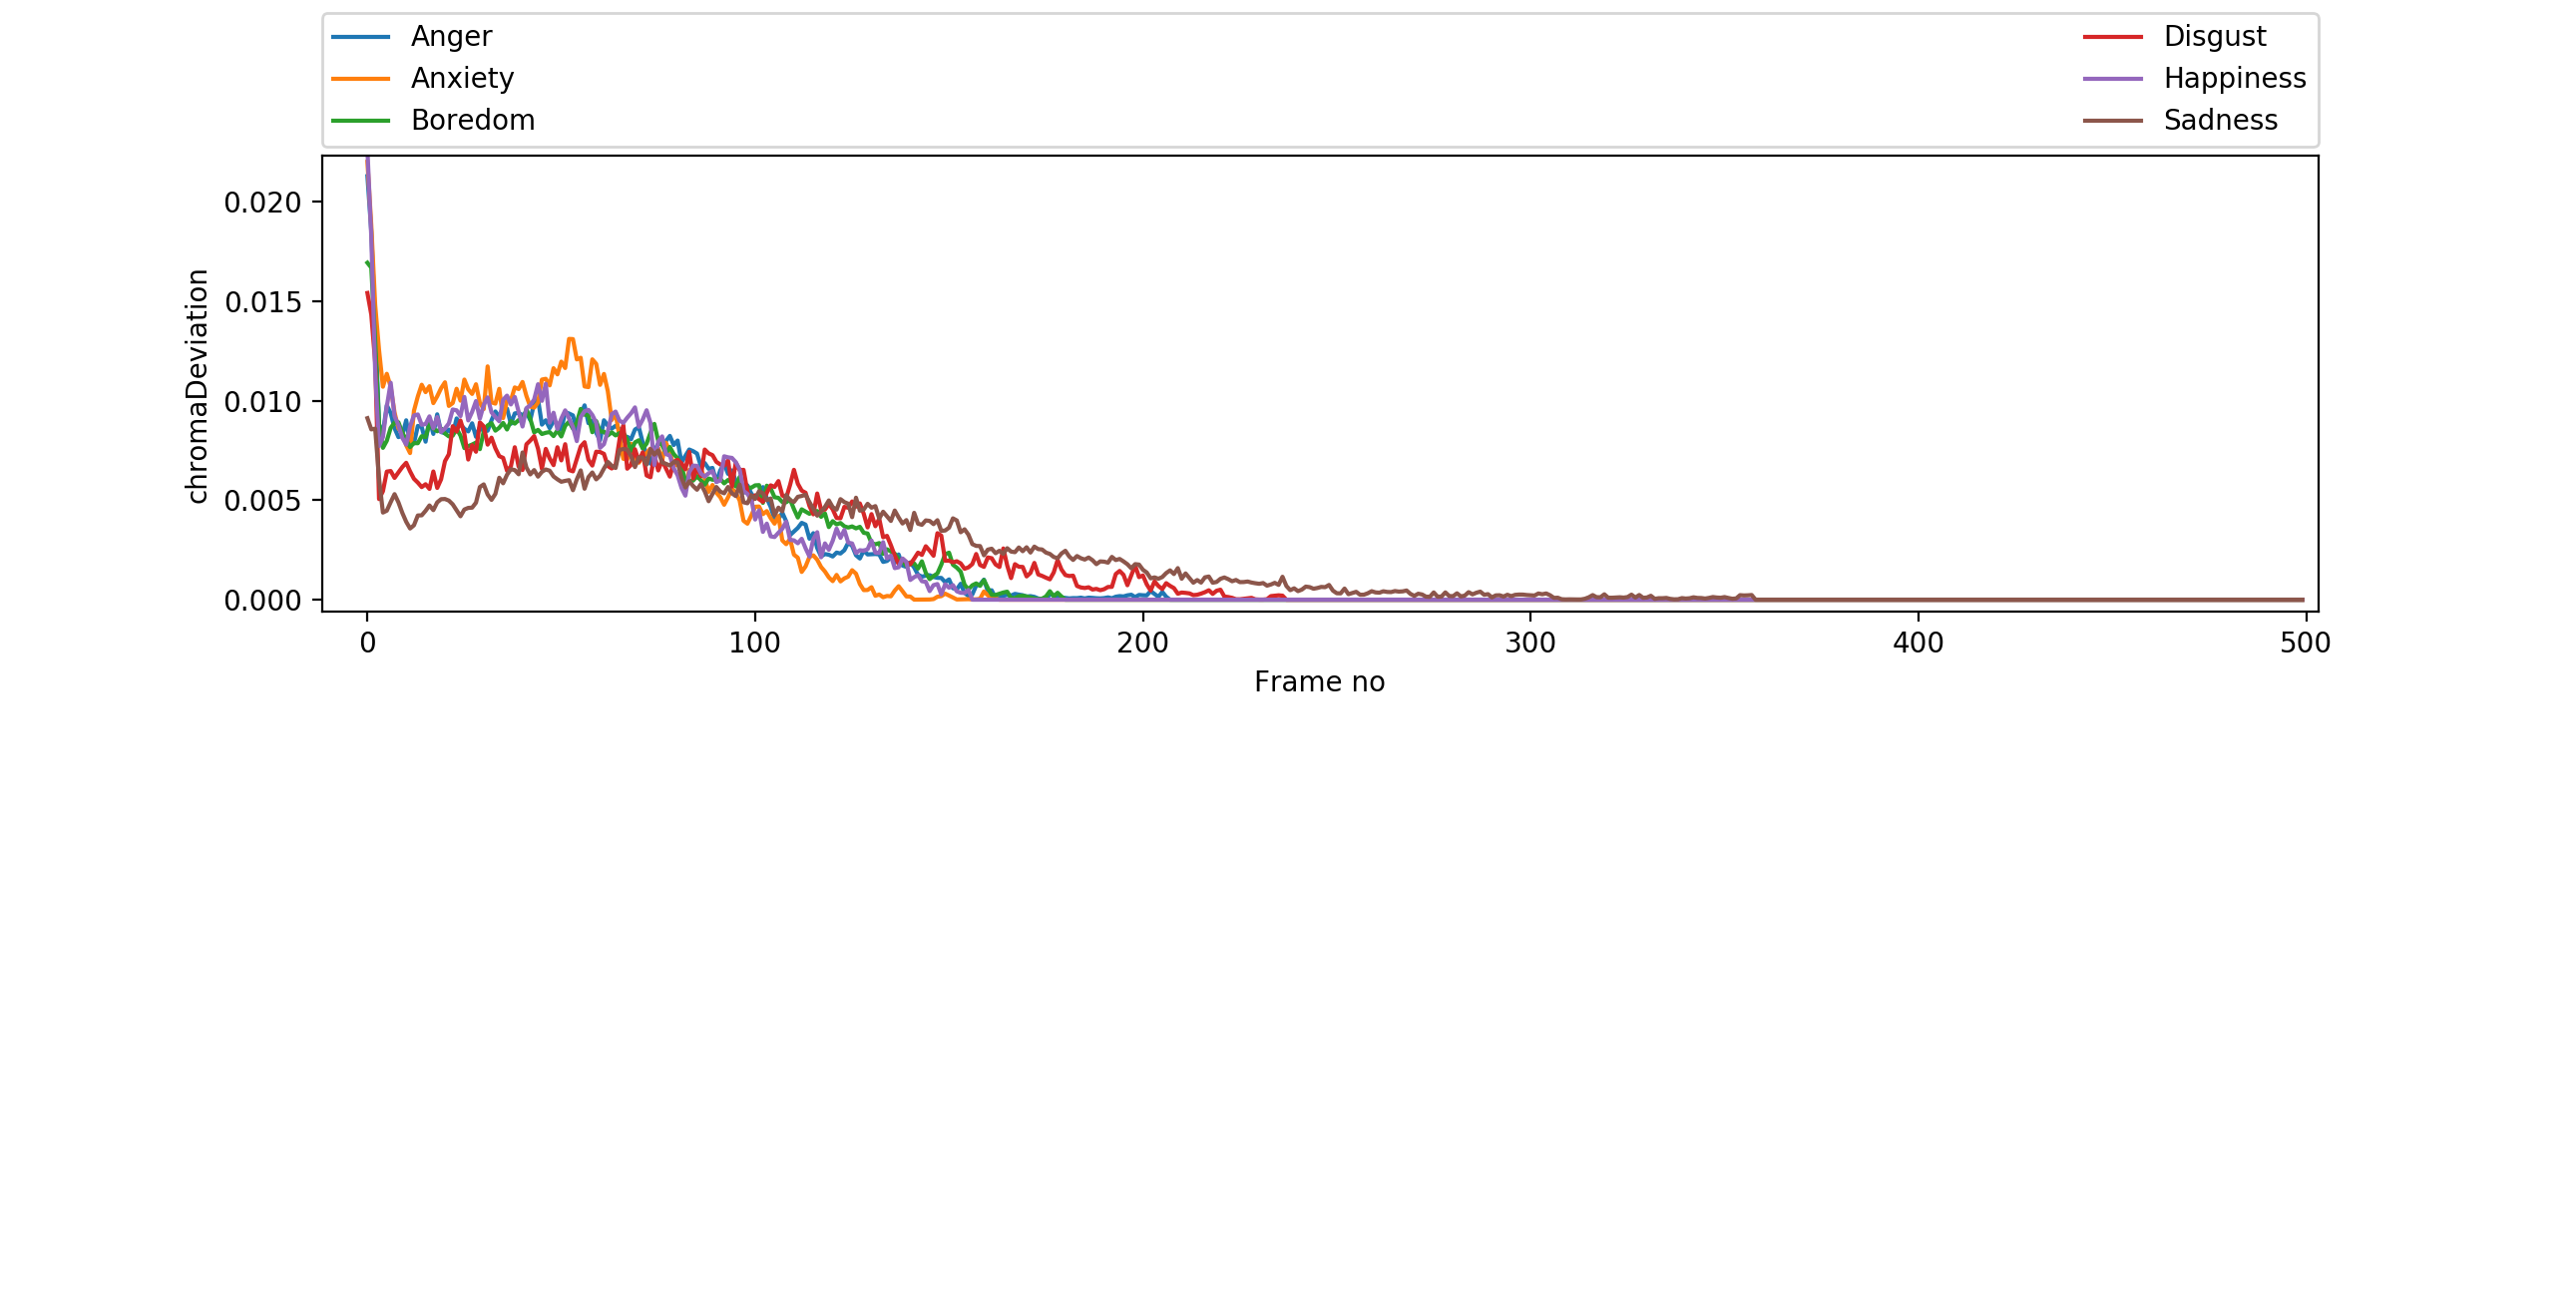 Anger
Anxiety
Boredom
Disgust
Happiness
Sadness
chromaDeviation
0.020
0.015
0.010
0.005
0.000
0 100 200 300 400 500
Frame no